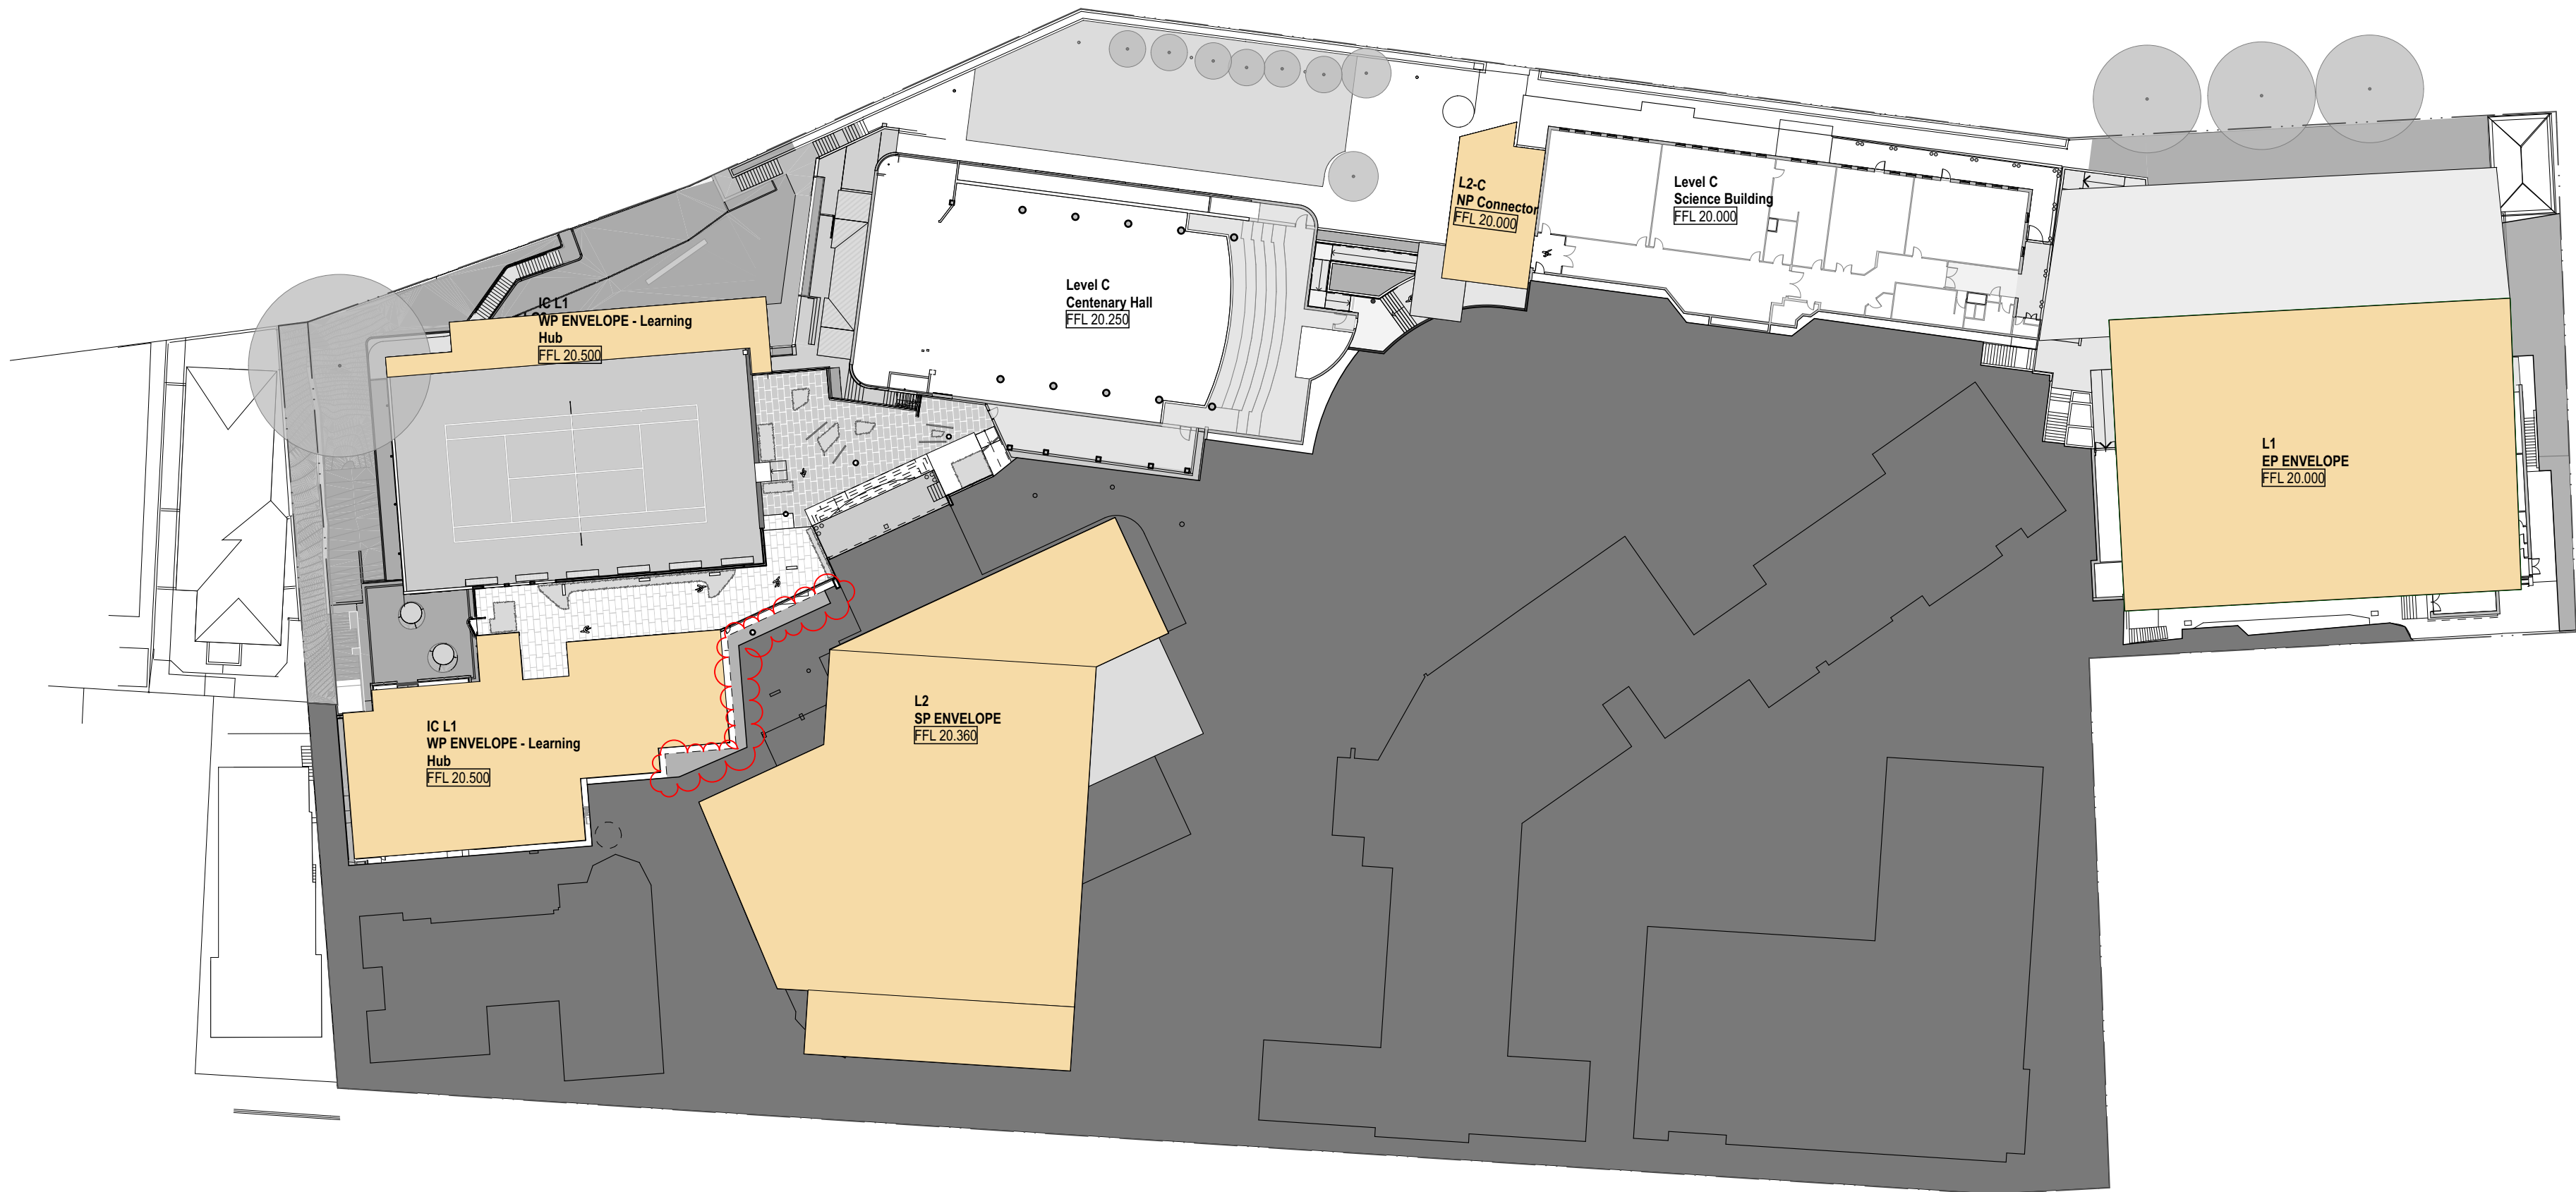 L2-C
NP Connector
FFL 20.000
Level C
Science Building
FFL 20.000
Level C
Centenary Hall
FFL 20.250
IC L1
WP ENVELOPE - Learning
Hub
FFL 20.500
L1
EP ENVELOPE
FFL 20.000
L2
SP ENVELOPE
FFL 20.360
IC L1
WP ENVELOPE - Learning
Hub
FFL 20.500